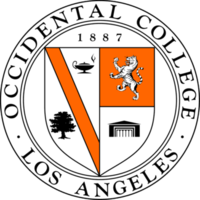 OCCIDENTAL COLLEGE
1887
· LOS ANGELES ·